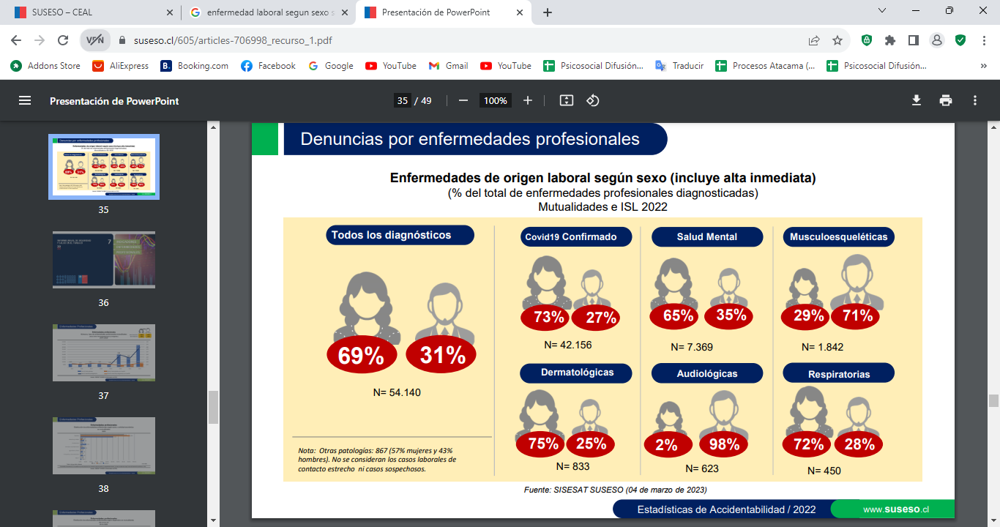 SUSESO – CEAL
enfermedad laboral segun sexo s
Presentación de PowerPoint
VPN
suseso.cl/605/articles-706998_recurso_1.pdf
Addons Store
AliExpress
Booking.com
Facebook
Google
YouTube
Gmail
YouTube
Psicosocial Difusión...
Traducir
Procesos Atacama (...
Psicosocial Difusión...
Presentación de PowerPoint
35 / 49
100%
35
36
37
38
Denuncias por enfermedades profesionales
Enfermedades de origen laboral según sexo (incluye alta inmediata)
(% del total de enfermedades profesionales diagnosticadas)
Mutualidades e ISL 2022
Todos los diagnósticos
69% 31%
N= 54.140
Nota: Otras patologías: 867 (57% mujeres y 43%
hombres). No se consideran los casos laborales de
contacto estrecho ni casos sospechosos.
Covid19 Confirmado
73% 27%
N= 42.156
Salud Mental
65% 35%
N= 7.369
Musculoesqueléticas
29% 71%
N= 1.842
Dermatológicas
75% 25%
N= 833
Audiológicas
2% 98%
N= 623
Respiratorias
72% 28%
N= 450
Fuente: SISESAT SUSESO (04 de marzo de 2023)
Estadísticas de Accidentabilidad / 2022
www.suseso.cl